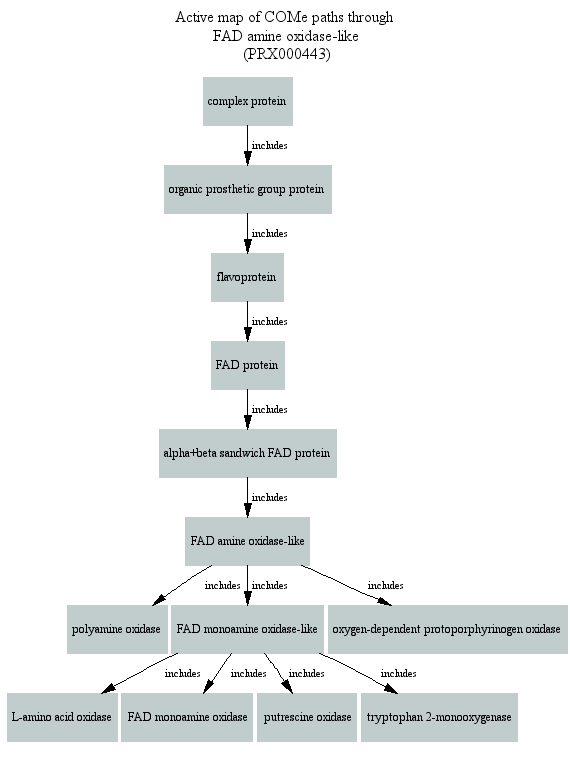 Active map of COMe paths through
FAD amine oxidase-like
(PRX000443)
complex protein
includes
organic prosthetic group protein
includes
flavoprotein
includes
FAD protein
includes
alpha+beta sandwich FAD protein
includes
FAD amine oxidase-like
includes includes includes
polyamine oxidase FAD monoamine oxidase-like oxygen-dependent protoporphyrinogen oxidase
includes includes includes includes
L-amino acid oxidase FAD monoamine oxidase putrescine oxidase tryptophan 2-monooxygenase